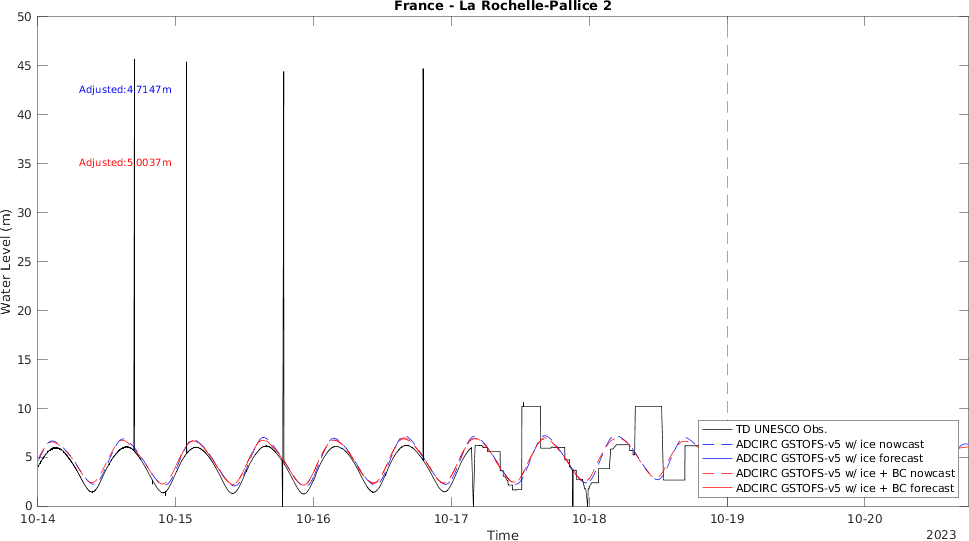 France - La Rochelle-Pallice 2
50
45
40
35
30
25
20
15
10
5
0
Water Level (m)
Adjusted:4.7147m
Adjusted:5.0037m
TD UNESCO Obs.
ADCIRC GSTOFS-v5 w/ ice nowcast
ADCIRC GSTOFS-v5 w/ ice forecast
ADCIRC GSTOFS-v5 w/ ice + BC nowcast
ADCIRC GSTOFS-v5 w/ ice + BC forecast
10-14
10-15
10-16
10-17
10-18
10-19
10-20
Time
2023